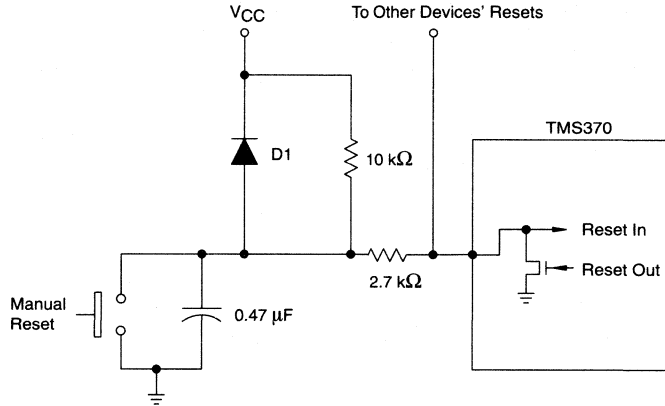 VCC
To Other Devices' Resets
TMS370
D1
10 kΩ
Reset In
2.7 kΩ
Reset Out
Manual
Reset
0.47 µF